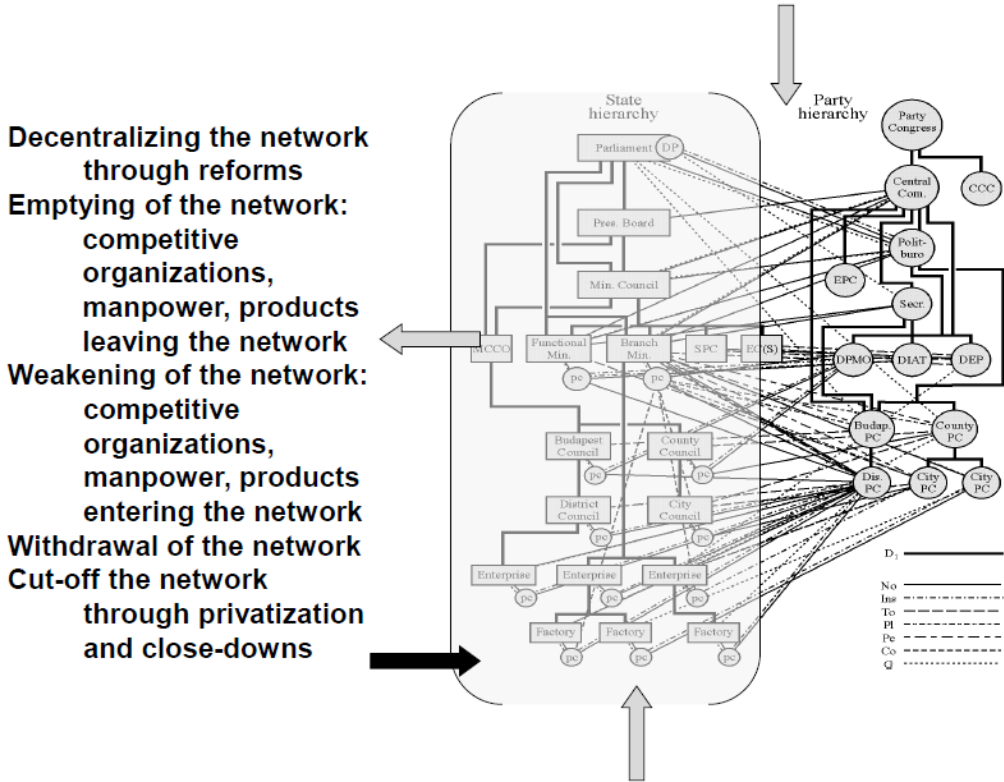 Decentralizing the network
through reforms
Emptying of the network:
competitive
organizations,
manpower, products
leaving the network
Weakening of the network:
competitive
organizations,
manpower, products
entering the network
Withdrawal of the network
Cut-off the network
through privatization
and close-downs
State
hierarchy
Party
hierarchy
Parliament
DP
Pres. Board
Min. Council
MCCO
Functional
Min.
Branch
Min.
SPC
EC(S)
pc
pc
Budapest
Council
County
Council
pc
pc
District
Council
City
Council
pc
pc
Enterprise
Enterprise
Enterprise
pc
pc
pc
Factory
Factory
Factory
pc
pc
pc
Party
Congress
Central
Com.
CCC
Polit-
buro
EPC
Secr.
DPMO
DIAT
DEP
Budap.
PC
County
PC
Dis.
PC
City
PC
City
PC
No
Ins
To
Pl
Pe
Co